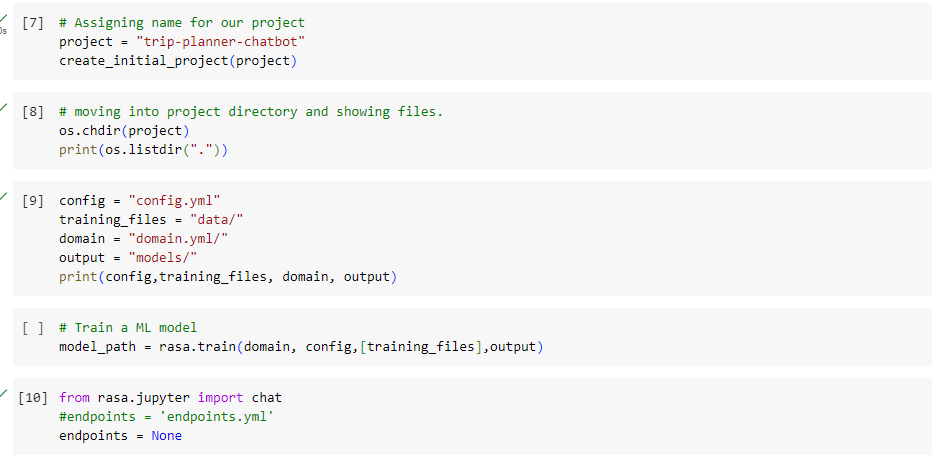 [7] # Assigning name for our project
project = "trip-planner-chatbot"
create_initial_project(project)
0s
[8] # moving into project directory and showing files.
os.chdir(project)
print(os.listdir("."))
[9] config = "config.yml"
training_files = "data/"
domain = "domain.yml/"
output = "models/"
print(config,training_files, domain, output)
[ ] # Train a ML model
model_path = rasa.train(domain, config,[training_files],output)
[10] from rasa.jupyter import chat
#endpoints = 'endpoints.yml'
endpoints = None